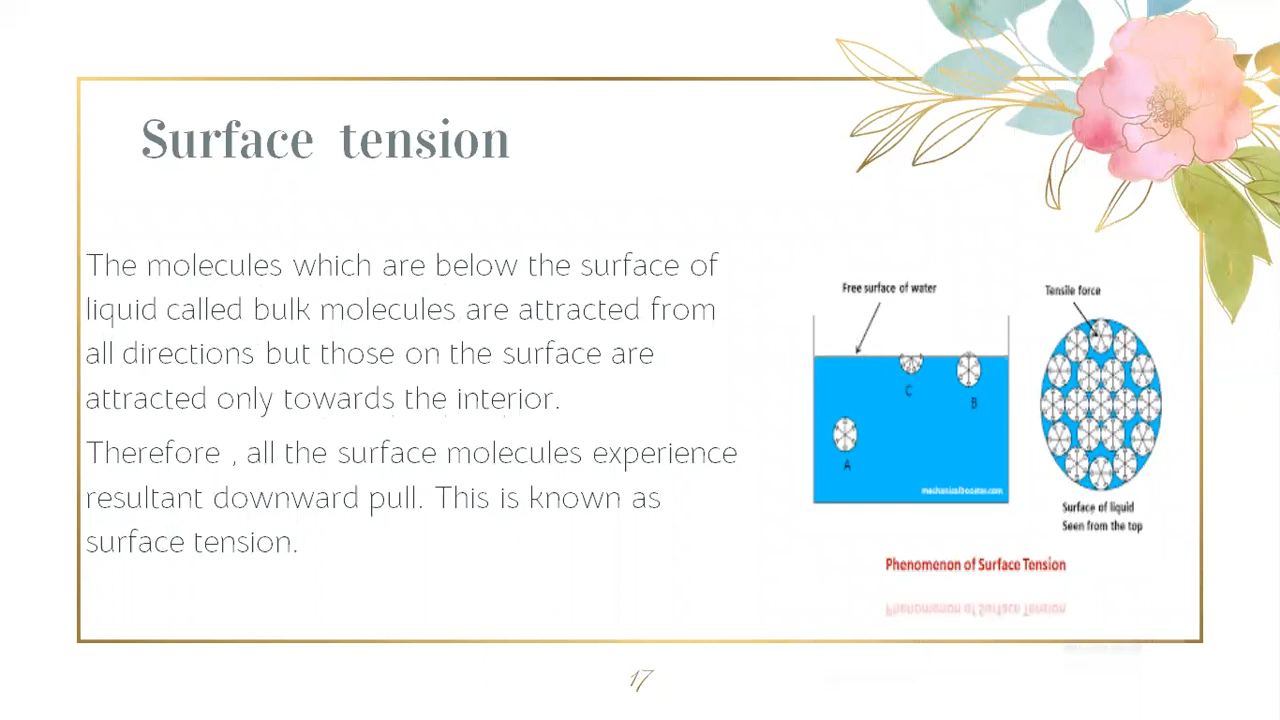 Surface tension
The molecules which are below the surface of
liquid called bulk molecules are attracted from
all directions but those on the surface are
attracted only towards the interior.
Therefore , all the surface molecules experience
resultant downward pull. This is known as
surface tension.
Free surface of water
Tensile force
C
B
A
mechanicalbooster.com
Surface of liquid
Seen from the top
Phenomenon of Surface Tension
17